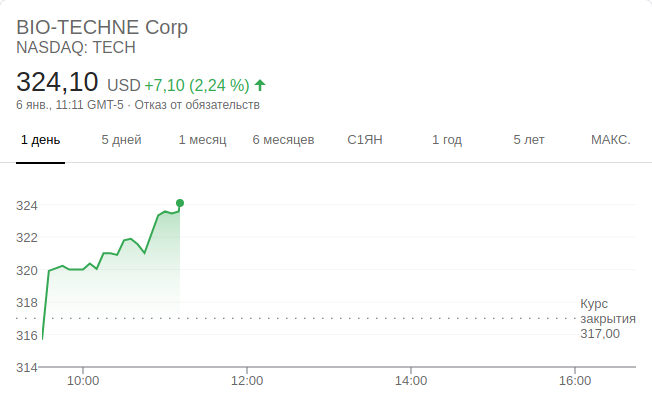 BIO-TECHNE Corp
NASDAQ: TECH
324,10 USD +7,10 (2,24 %)
6 янв., 11:11 GMT-5 · Отказ от обязательств
1 день 5 дней 1 месяц 6 месяцев С1ЯН 1 год 5 лет МАКС.
324
322
320
318
316
314
Курс
закрытия
317,00
10:00 12:00 14:00 16:00